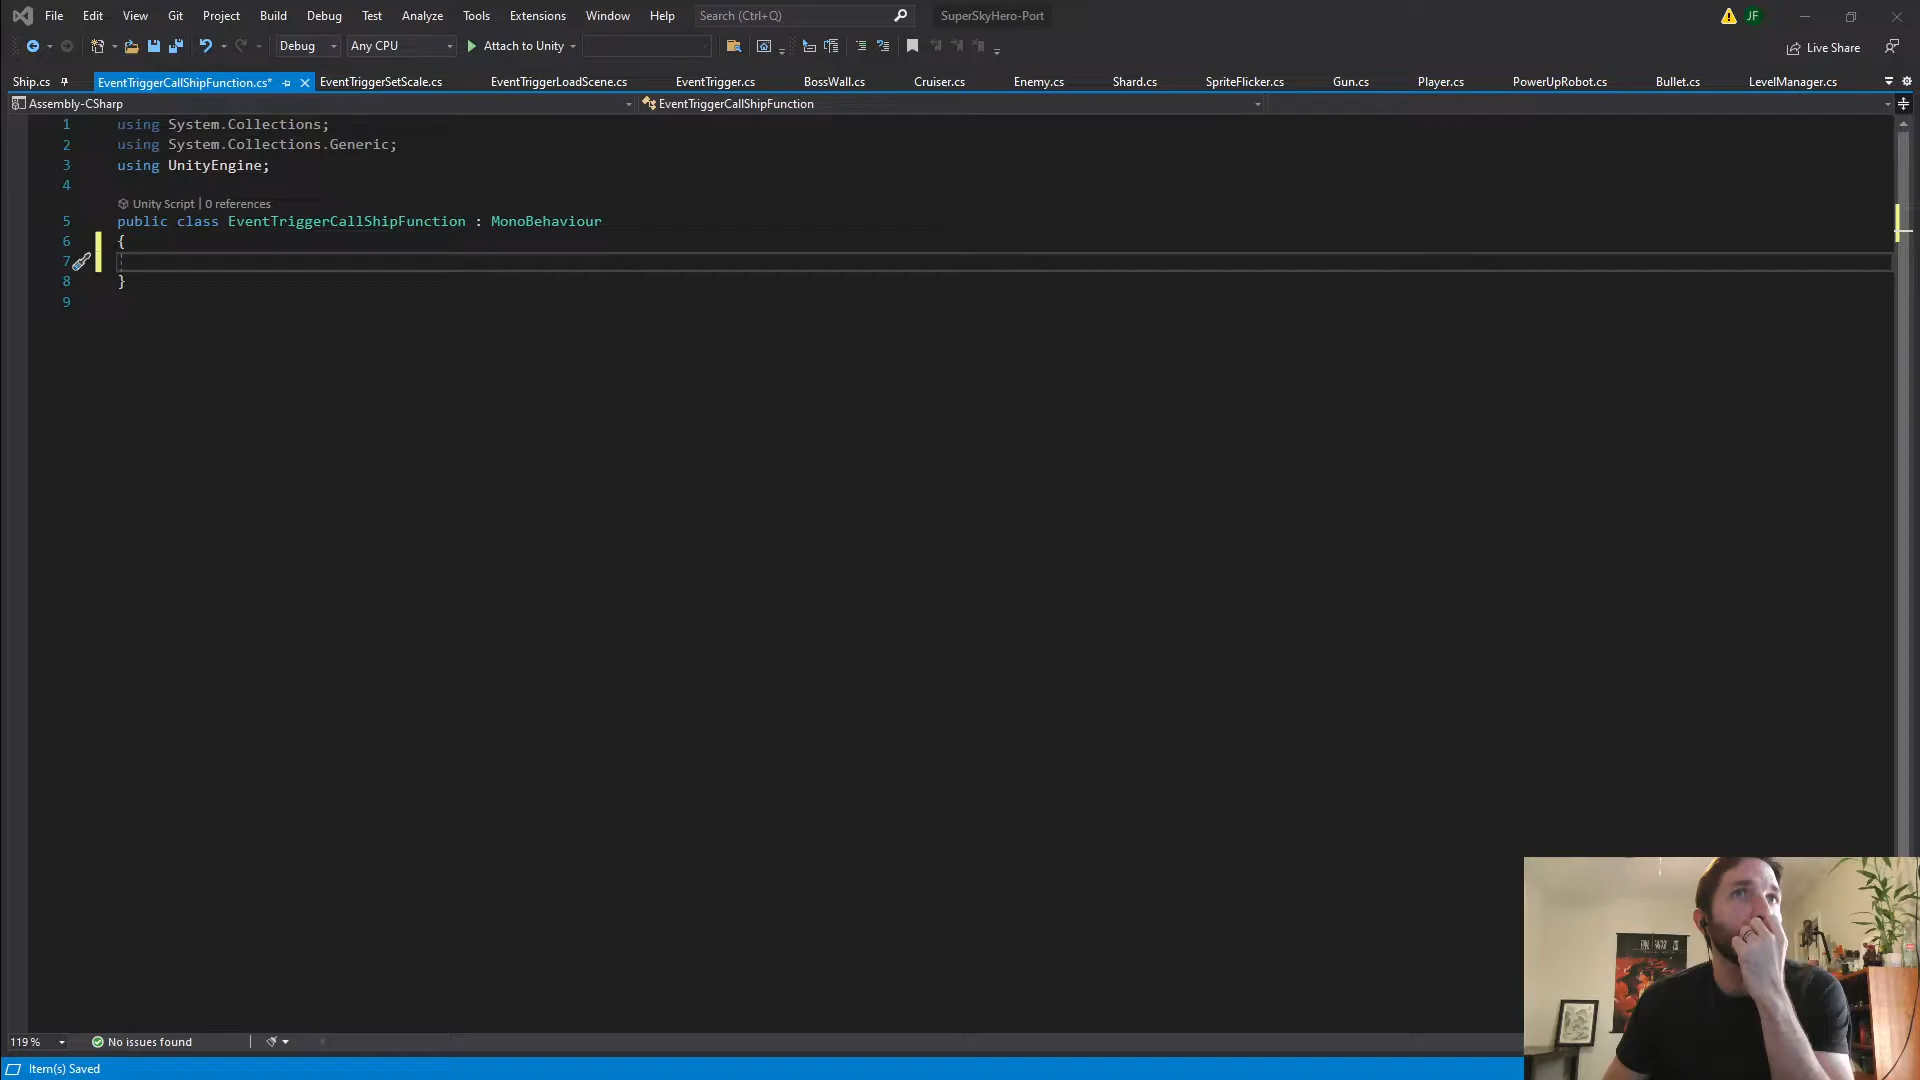 File Edit View Git Project Build Debug Test Analyze Tools Extensions Window Help Search (Ctrl+Q) SuperSkyHero-Port JF
Debug Any CPU Attach to Unity Live Share
Ship.cs EventTriggerCallShipFunction.cs* EventTriggerSetScale.cs EventTriggerLoadScene.cs EventTrigger.cs BossWall.cs Cruiser.cs Enemy.cs Shard.cs SpriteFlicker.cs Gun.cs Player.cs PowerUpRobot.cs Bullet.cs LevelManager.cs
Assembly-CSharp EventTriggerCallShipFunction
1 using System.Collections;
2 using System.Collections.Generic;
3 using UnityEngine;
4
Unity Script | 0 references
5 public class EventTriggerCallShipFunction : MonoBehaviour
6 {
7
8 }
9
119 % No issues found
Item(s) Saved